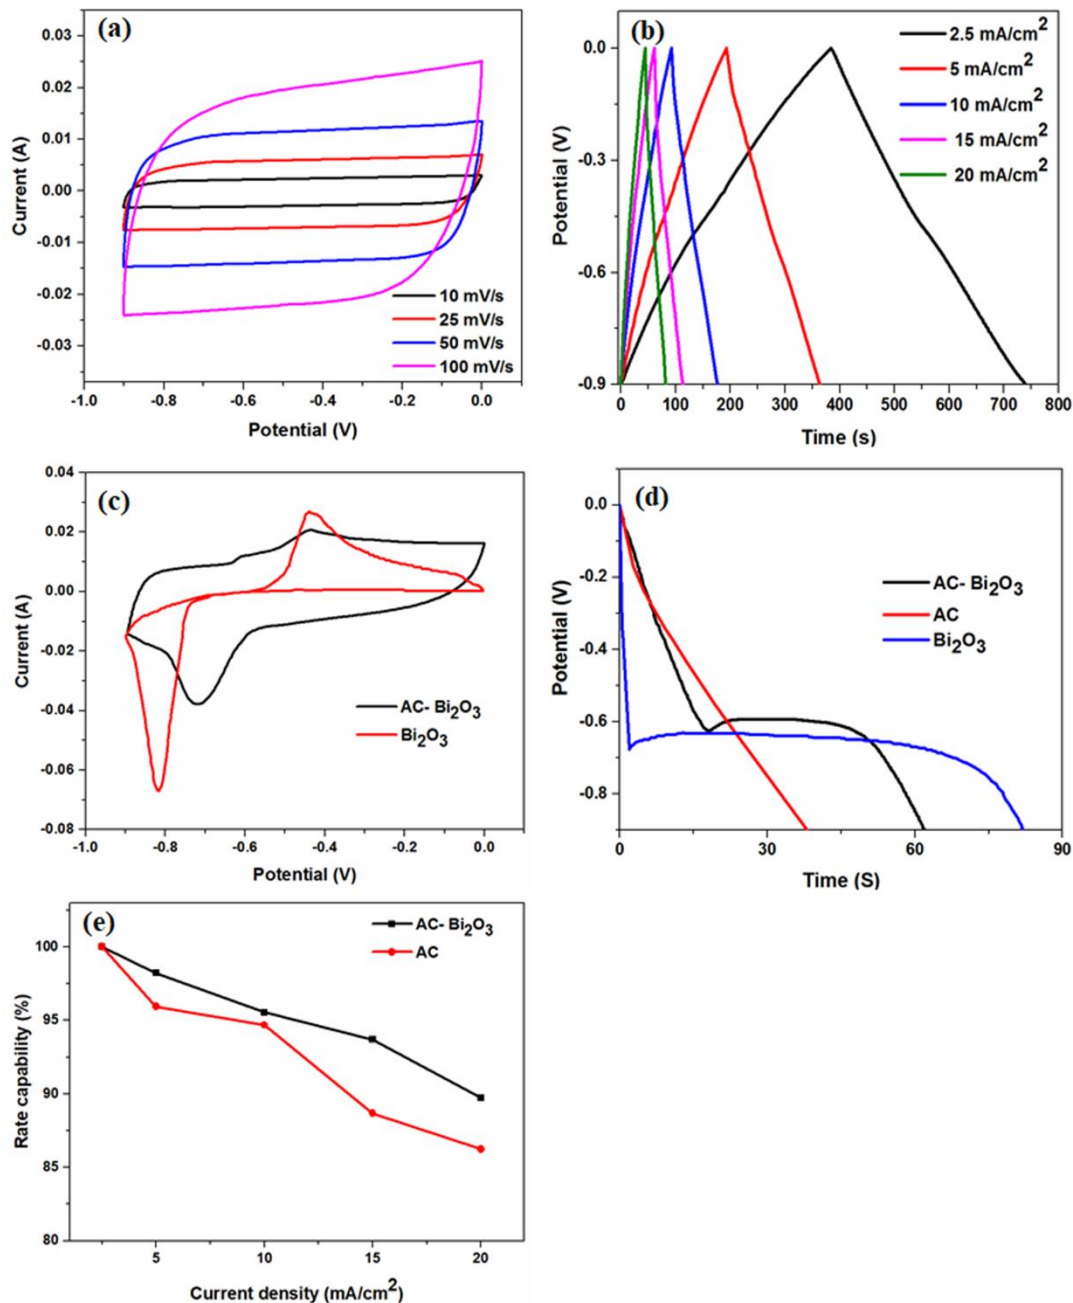 (a)
0.03
0.02
0.01
0.00
-0.01
-0.02
-0.03
Current (A)
10 mV/s
25 mV/s
50 mV/s
100 mV/s
-1.0 -0.8 -0.6 -0.4 -0.2 0.0
Potential (V)
(b)
2.5 mA/cm²
5 mA/cm²
10 mA/cm²
15 mA/cm²
20 mA/cm²
0.0
-0.3
-0.6
-0.9
Potential (V)
0 100 200 300 400 500 600 700 800
Time (s)
(c)
0.04
0.02
0.00
-0.02
-0.04
-0.06
-0.08
Current (A)
AC- Bi₂O₃
Bi₂O₃
-1.0 -0.8 -0.6 -0.4 -0.2 0.0
Potential (V)
(d)
0.0
-0.2
-0.4
-0.6
-0.8
Potential (V)
AC- Bi₂O₃
AC
Bi₂O₃
0 30 60 90
Time (S)
(e)
AC- Bi₂O₃
AC
100
95
90
85
80
Rate capability (%)
5 10 15 20
Current density (mA/cm²)